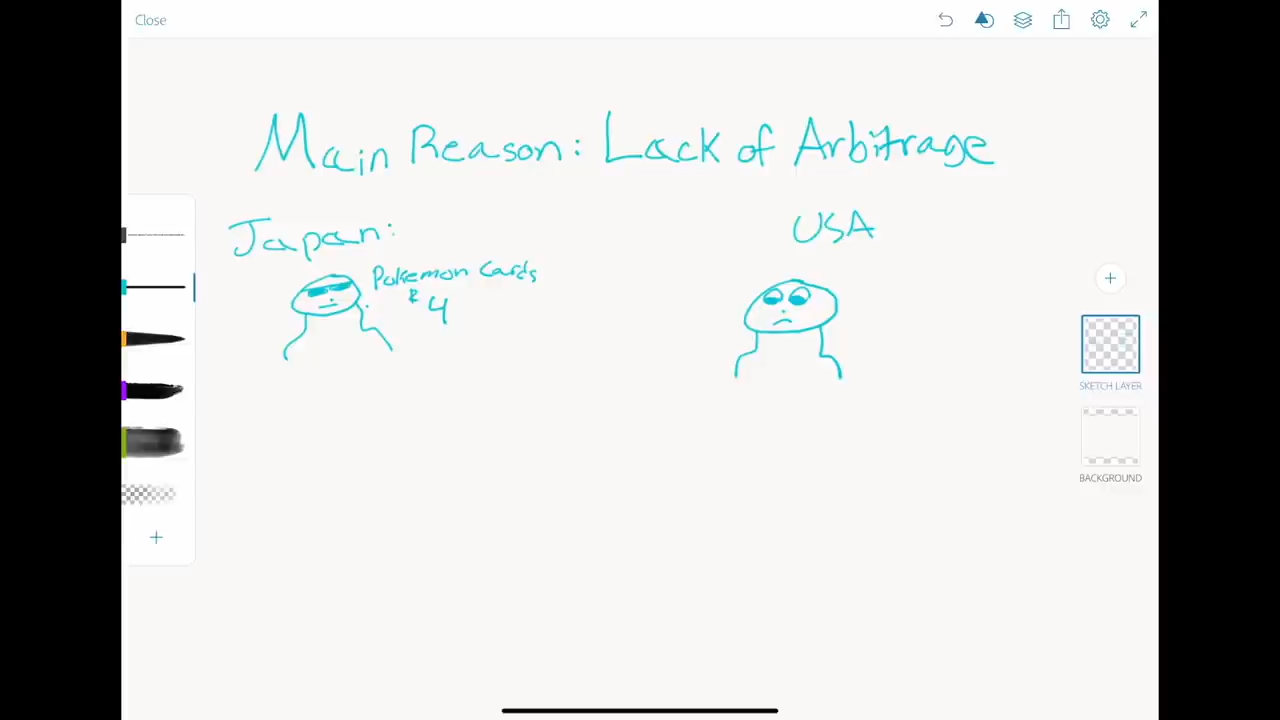 Close
Main Reason: Lack of Arbitrage
Japan:
USA
Pokemon Cards
$4
SKETCH LAYER
BACKGROUND